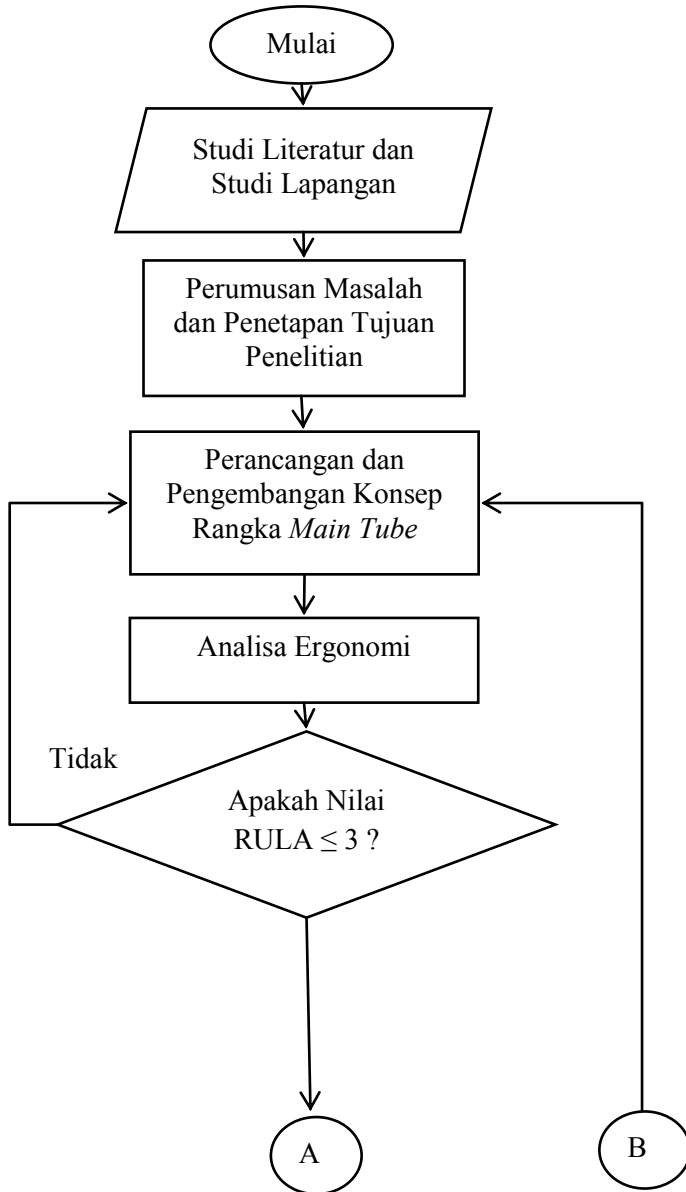 Mulai
Studi Literatur dan
Studi Lapangan
Perumusan Masalah
dan Penetapan Tujuan
Penelitian
Perancangan dan
Pengembangan Konsep
Rangka Main Tube
Analisa Ergonomi
Tidak
Apakah Nilai
RULA ≤ 3 ?
A
B